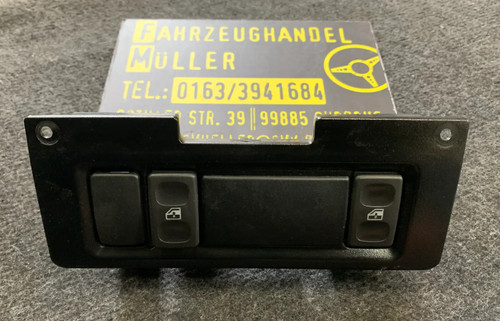 FAHRZEUGHANDEL
MÜLLER
TEL.: 0163/3941684
STR. 39 99885